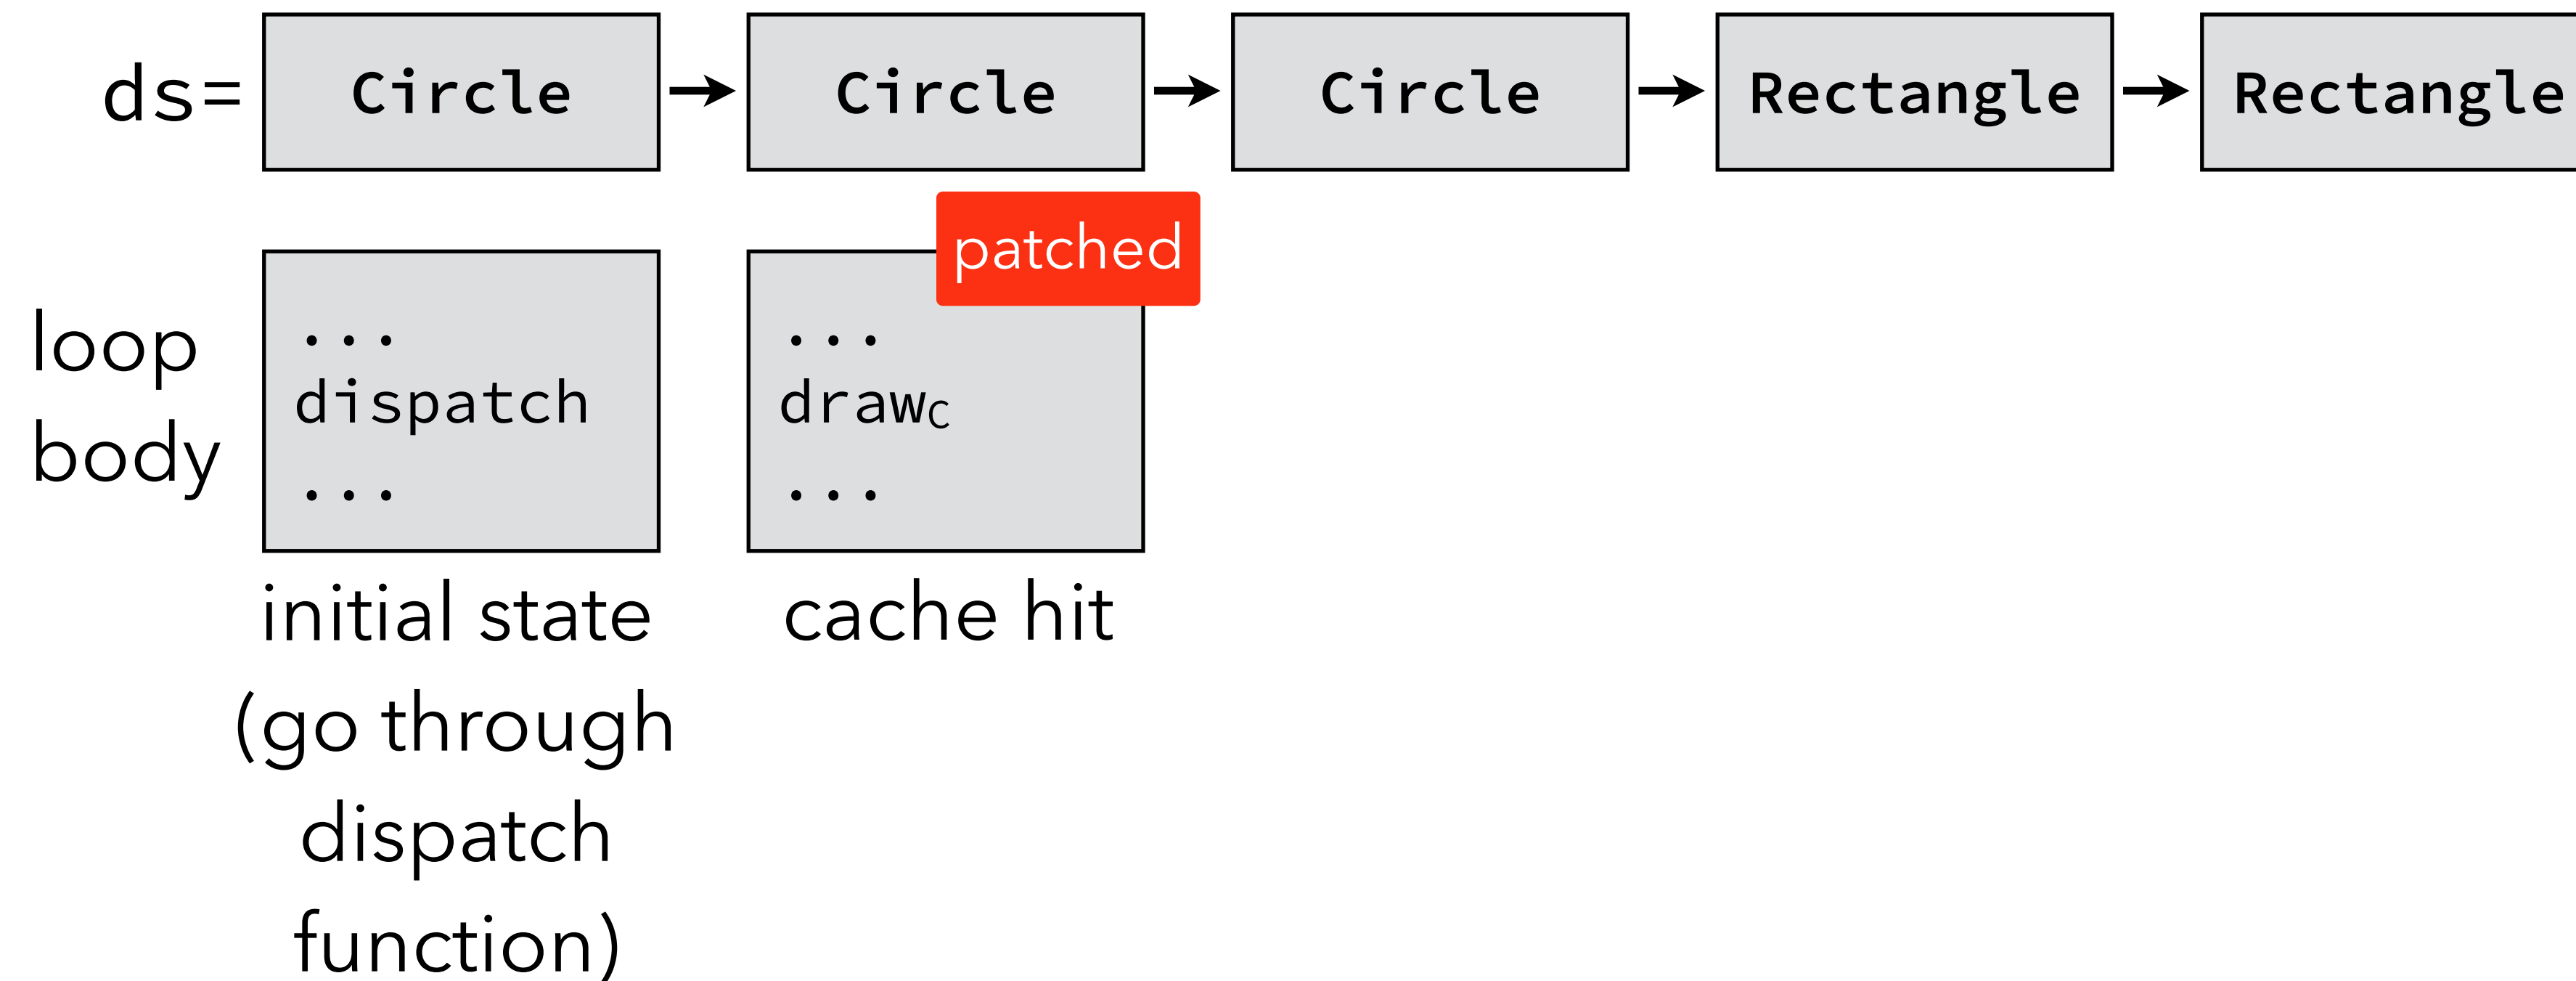 ds= Circle Circle Circle Rectangle Rectangle
patched
loop
body
...
dispatch
...
...
drawC
...
initial state
(go through
dispatch
function)
cache hit